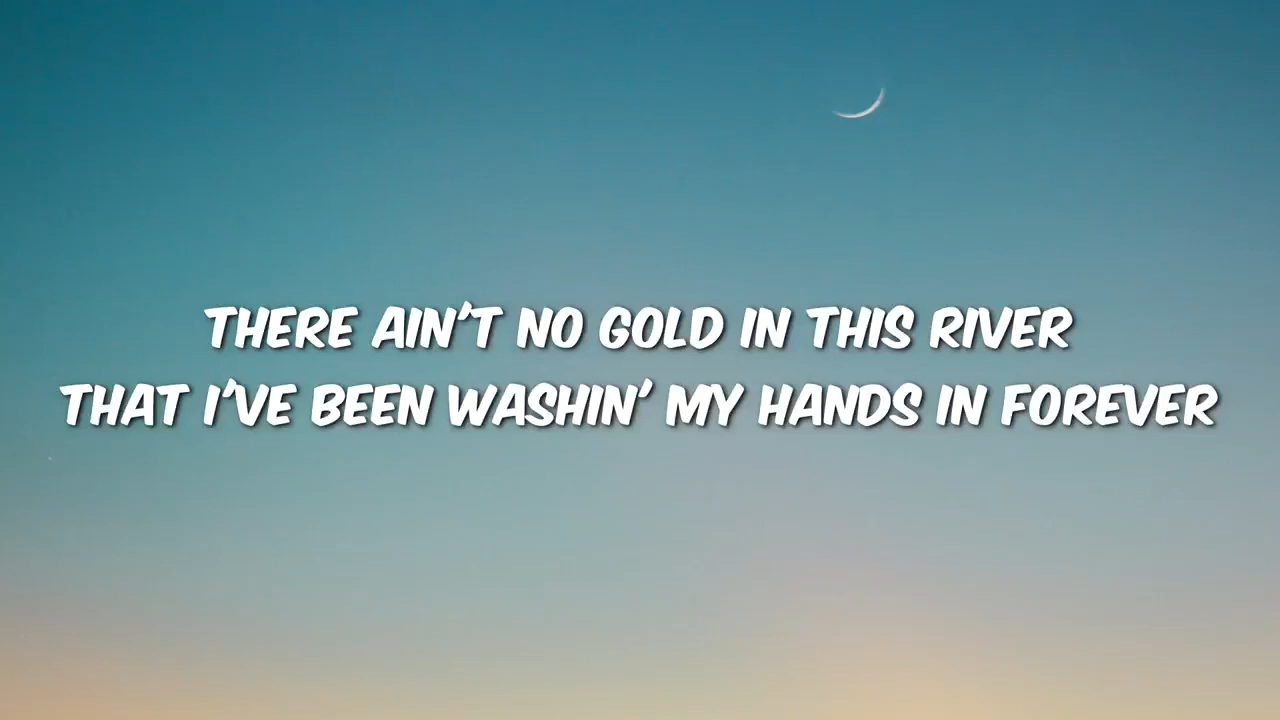 THERE AIN'T NO GOLD IN THIS RIVER
THAT I'VE BEEN WASHIN' MY HANDS IN FOREVER